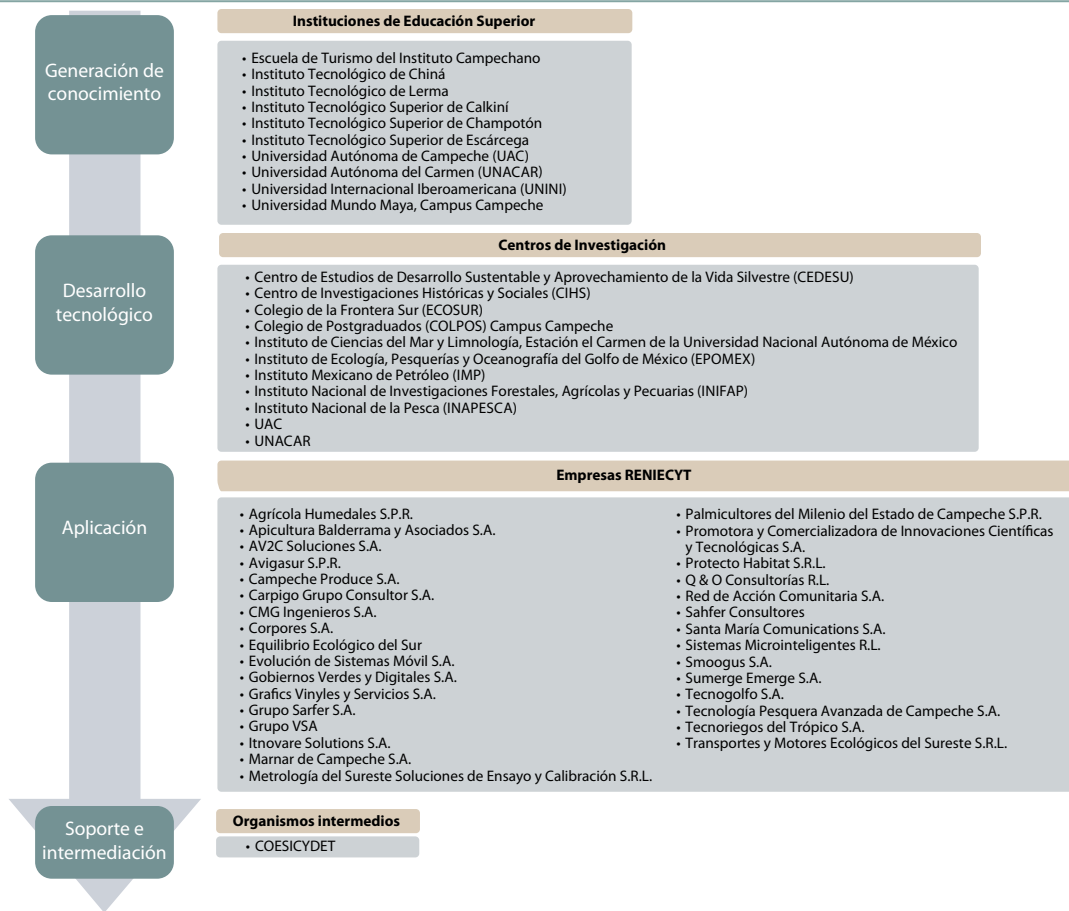 Generación de
conocimiento
Instituciones de Educación Superior
• Escuela de Turismo del Instituto Campechano
• Instituto Tecnológico de Chiná
• Instituto Tecnológico de Lerma
• Instituto Tecnológico Superior de Calkiní
• Instituto Tecnológico Superior de Champotón
• Instituto Tecnológico Superior de Escárcega
• Universidad Autónoma de Campeche (UAC)
• Universidad Autónoma del Carmen (UNACAR)
• Universidad Internacional Iberoamericana (UNINI)
• Universidad Mundo Maya, Campus Campeche
Desarrollo
tecnológico
Centros de Investigación
• Centro de Estudios de Desarrollo Sustentable y Aprovechamiento de la Vida Silvestre (CEDESU)
• Centro de Investigaciones Históricas y Sociales (CIHS)
• Colegio de la Frontera Sur (ECOSUR)
• Colegio de Postgraduados (COLPOS) Campus Campeche
• Instituto de Ciencias del Mar y Limnología, Estación el Carmen de la Universidad Nacional Autónoma de México
• Instituto de Ecología, Pesquerías y Oceanografía del Golfo de México (EPOMEX)
• Instituto Mexicano de Petróleo (IMP)
• Instituto Nacional de Investigaciones Forestales, Agrícolas y Pecuarias (INIFAP)
• Instituto Nacional de la Pesca (INAPESCA)
• UAC
• UNACAR
Aplicación
Empresas RENIECYT
• Agrícola Humedales S.P.R.
• Apicultura Balderrama y Asociados S.A.
• AV2C Soluciones S.A.
• Avigasur S.P.R.
• Campeche Produce S.A.
• Carpigo Grupo Consultor S.A.
• CMG Ingenieros S.A.
• Corpores S.A.
• Equilibrio Ecológico del Sur
• Evolución de Sistemas Móvil S.A.
• Gobiernos Verdes y Digitales S.A.
• Grafics Vinyles y Servicios S.A.
• Grupo Sarfer S.A.
• Grupo VSA
• Itnovare Solutions S.A.
• Marnar de Campeche S.A.
• Metrología del Sureste Soluciones de Ensayo y Calibración S.R.L.
• Palmicultores del Milenio del Estado de Campeche S.P.R.
• Promotora y Comercializadora de Innovaciones Científicas
y Tecnológicas S.A.
• Protecto Habitat S.R.L.
• Q & O Consultorías R.L.
• Red de Acción Comunitaria S.A.
• Sahfer Consultores
• Santa María Comunications S.A.
• Sistemas Microinteligentes R.L.
• Smoogus S.A.
• Sumerge Emerge S.A.
• Tecnogolfo S.A.
• Tecnología Pesquera Avanzada de Campeche S.A.
• Tecnoriegos del Trópico S.A.
• Transportes y Motores Ecológicos del Sureste S.R.L.
Soporte e
intermediación
Organismos intermedios
• COESICYDET